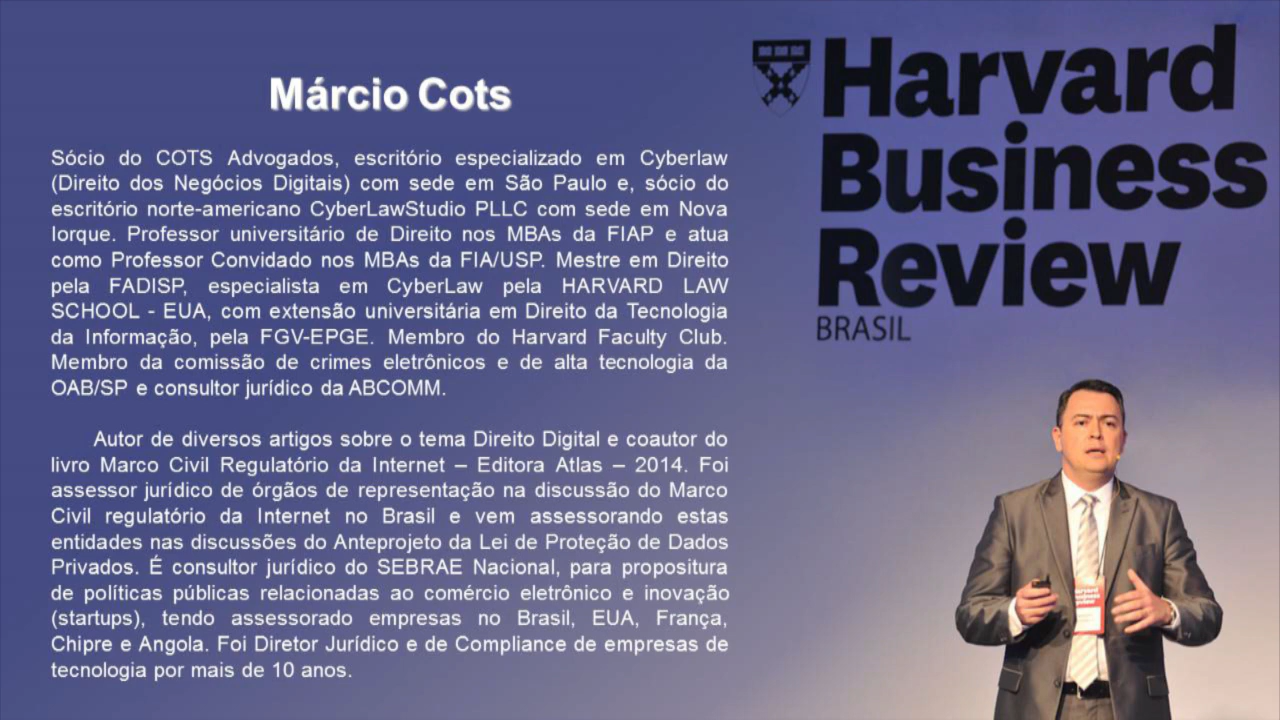 Márcio Cots
Sócio do COTS Advogados, escritório especializado em Cyberlaw
(Direito dos Negócios Digitais) com sede em São Paulo e, sócio do
escritório norte-americano CyberLawStudio PLLC com sede em Nova
Iorque. Professor universitário de Direito nos MBAs da FIAP e atua
como Professor Convidado nos MBAs da FIA/USP. Mestre em Direito
pela FADISP, especialista em CyberLaw pela HARVARD LAW
SCHOOL - EUA, com extensão universitária em Direito da Tecnologia
da Informação, pela FGV-EPGE. Membro do Harvard Faculty Club.
Membro da comissão de crimes eletrônicos e de alta tecnologia da
OAB/SP e consultor jurídico da ABCOMM.
Autor de diversos artigos sobre o tema Direito Digital e coautor do
livro Marco Civil Regulatório da Internet – Editora Atlas – 2014. Foi
assessor jurídico de órgãos de representação na discussão do Marco
Civil regulatório da Internet no Brasil e vem assessorando estas
entidades nas discussões do Anteprojeto da Lei de Proteção de Dados
Privados. É consultor jurídico do SEBRAE Nacional, para propositura
de políticas públicas relacionadas ao comércio eletrônico e inovação
(startups), tendo assessorado empresas no Brasil, EUA, França,
Chipre e Angola. Foi Diretor Jurídico e de Compliance de empresas de
tecnologia por mais de 10 anos.
Harvard
Business
Review
BRASIL